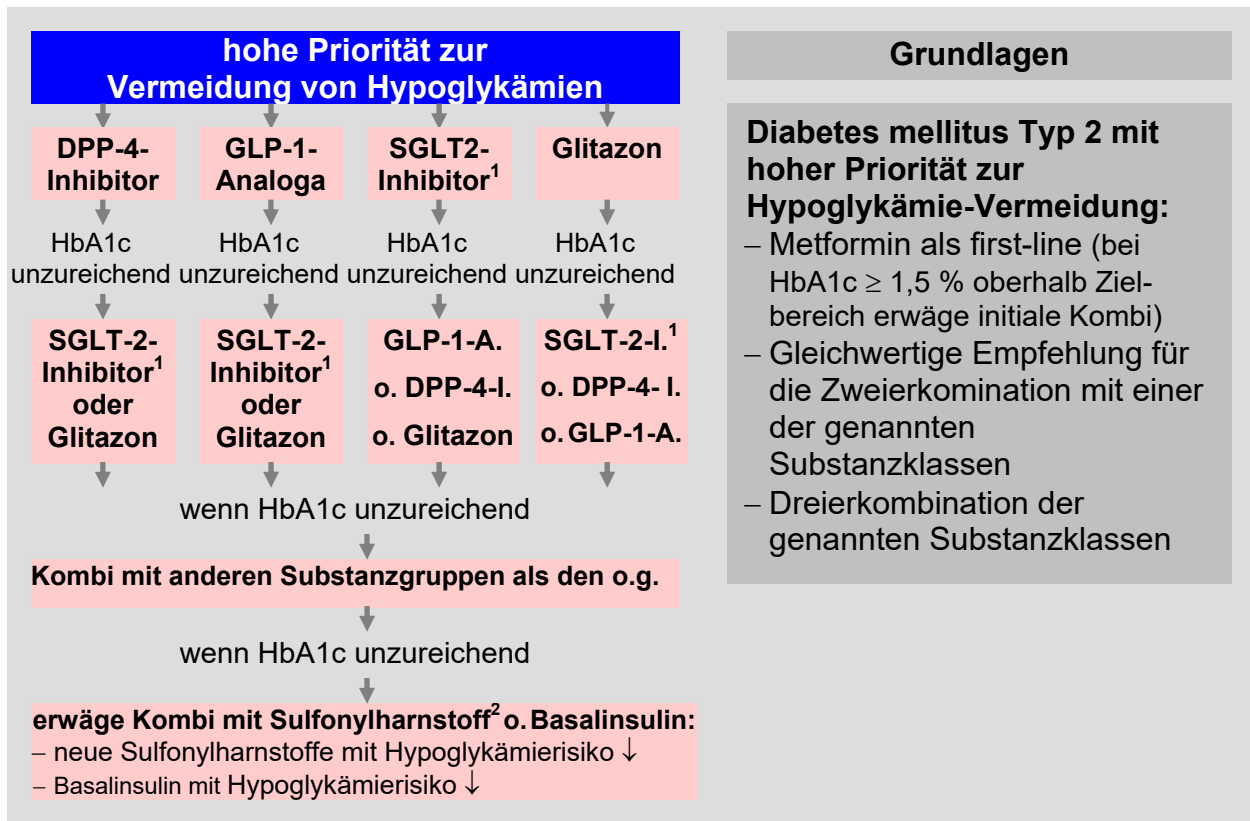 hohe Priorität zur
Vermeidung von Hypoglykämien
DPP-4-
Inhibitor
GLP-1-
Analoga
SGLT2-
Inhibitor¹
Glitazon
HbA1c
unzureichend
HbA1c
unzureichend
HbA1c
unzureichend
HbA1c
unzureichend
SGLT-2-
Inhibitor¹
oder
Glitazon
SGLT-2-
Inhibitor¹
oder
Glitazon
GLP-1-A.
o. DPP-4-I.
o. Glitazon
SGLT-2-I.¹
o. DPP-4- I.
o. GLP-1-A.
wenn HbA1c unzureichend
Kombi mit anderen Substanzgruppen als den o.g.
wenn HbA1c unzureichend
erwäge Kombi mit Sulfonylharnstoff² o. Basalinsulin:
– neue Sulfonylharnstoffe mit Hypoglykämierisiko ↓
– Basalinsulin mit Hypoglykämierisiko ↓
Grundlagen
Diabetes mellitus Typ 2 mit
hoher Priorität zur
Hypoglykämie-Vermeidung:
– Metformin als first-line (bei
HbA1c ≥ 1,5 % oberhalb Ziel-
bereich erwäge initiale Kombi)
– Gleichwertige Empfehlung für
die Zweierkomination mit einer
der genannten
Substanzklassen
– Dreierkombination der
genannten Substanzklassen